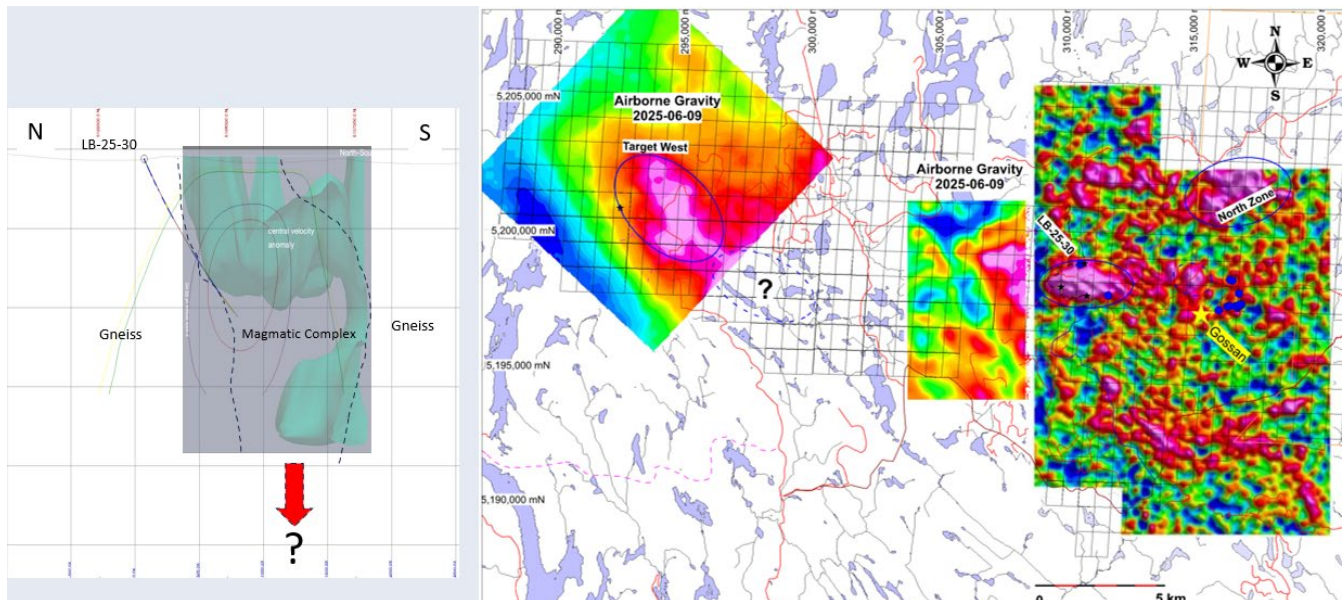 N
S
LB-25-30
North-Sou
central velocity
anomaly
Gneiss
Magmatic Complex
Gneiss
?
290,000
295,000
300,000
305,000
310,000
315,000
320,000
N
W E
S
5,205,000 mN
Airborne Gravity
2025-06-09
Target West
Airborne Gravity
2025-06-09
North Zone
5,200,000 mN
LB-25-30
?
Gossan
5,195,000 mN
5,190,000 mN
0
5 km